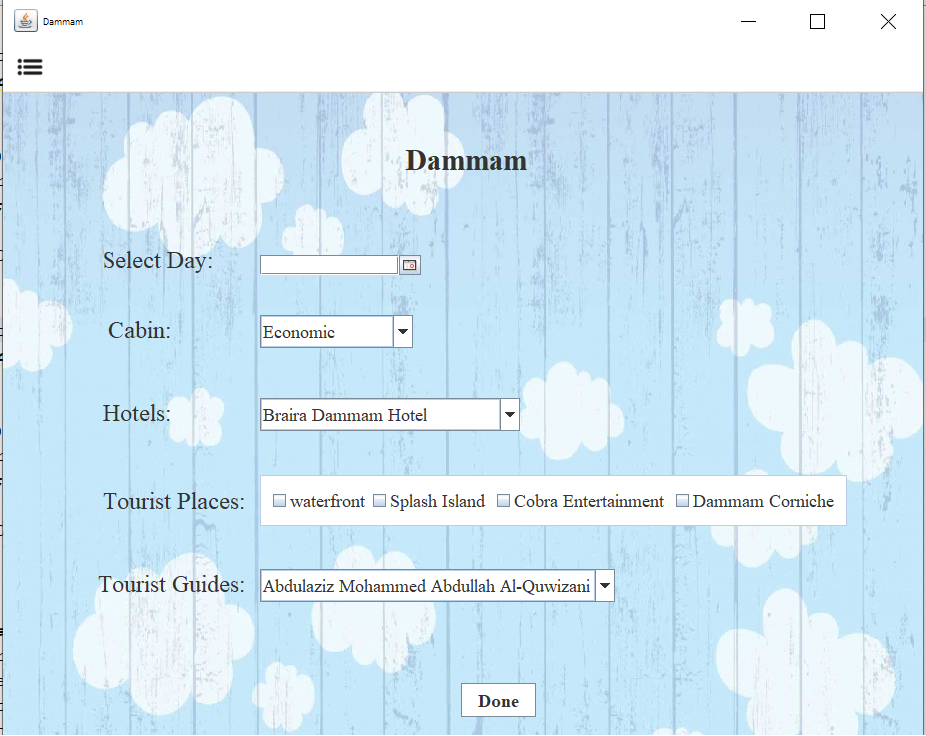 Dammam
Dammam
Select Day:
Cabin:
Economic
Hotels:
Braira Dammam Hotel
Tourist Places:
waterfront Splash Island Cobra Entertainment Dammam Corniche
Tourist Guides:
Abdulaziz Mohammed Abdullah Al-Quwizani
Done